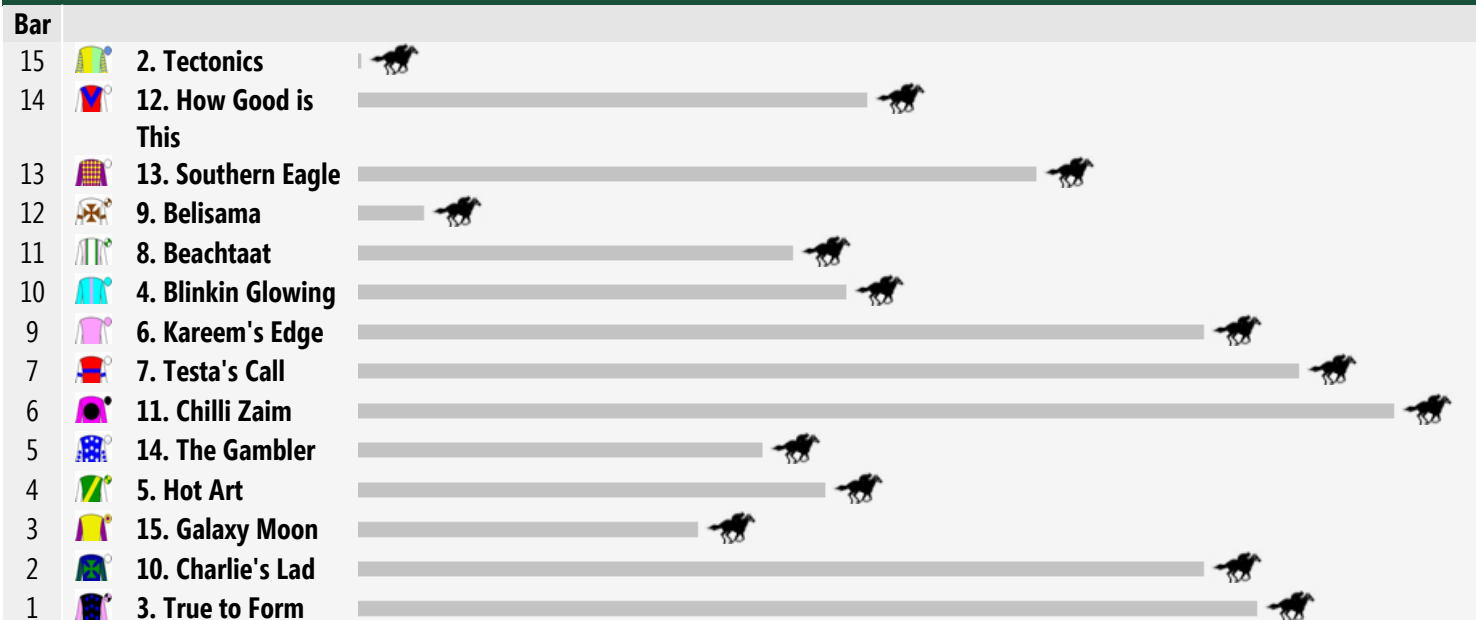 Bar
15 2. Tectonics
14 12. How Good is
This
13 13. Southern Eagle
12 9. Belisama
11 8. Beachtaat
10 4. Blinkin Glowing
9 6. Kareem's Edge
7 7. Testa's Call
6 11. Chilli Zaim
5 14. The Gambler
4 5. Hot Art
3 15. Galaxy Moon
2 10. Charlie's Lad
1 3. True to Form